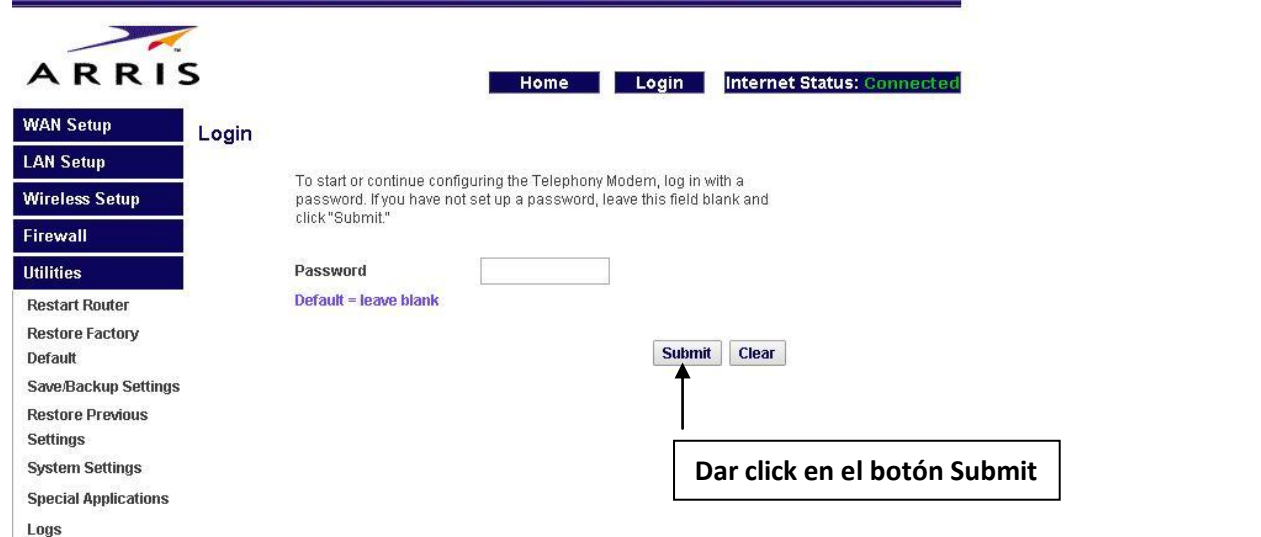 ARRIS
™
Home Login Internet Status: Connected
WAN Setup
LAN Setup
Wireless Setup
Firewall
Utilities
Restart Router
Restore Factory
Default
Save/Backup Settings
Restore Previous
Settings
System Settings
Special Applications
Logs
Login
To start or continue configuring the Telephony Modem, log in with a
password. If you have not set up a password, leave this field blank and
click "Submit."
Password
Default = leave blank
Submit Clear
Dar click en el botón Submit